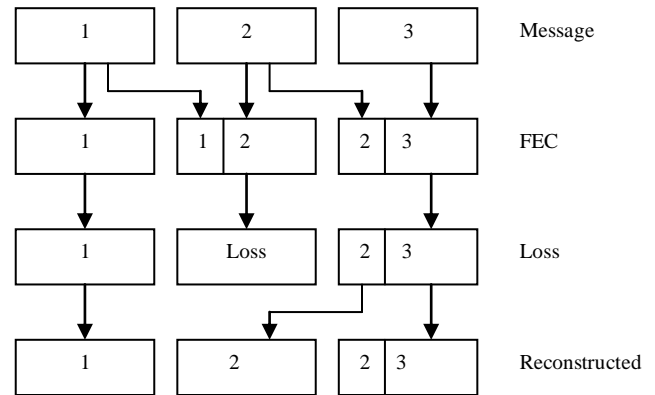 1 2 3 Message
1 1 2 2 3 FEC
1 Loss 2 3 Loss
1 2 2 3 Reconstructed